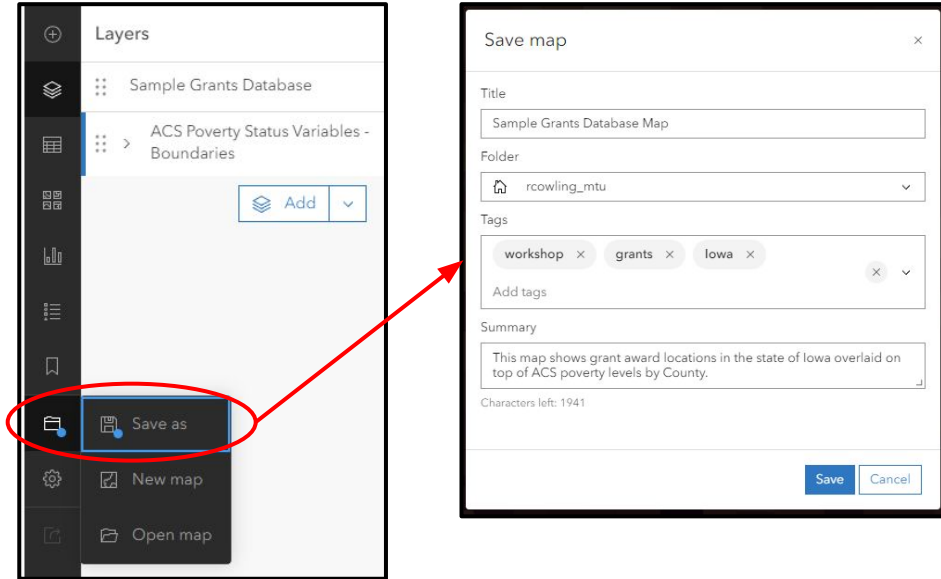 Layers
Sample Grants Database
ACS Poverty Status Variables -
Boundaries
Add
Save as
New map
Open map
Save map
Title
Sample Grants Database Map
Folder
rcowling_mtu
Tags
workshop × grants × Iowa ×
Add tags
Summary
This map shows grant award locations in the state of Iowa overlaid on
top of ACS poverty levels by County.
Characters left: 1941
Save Cancel